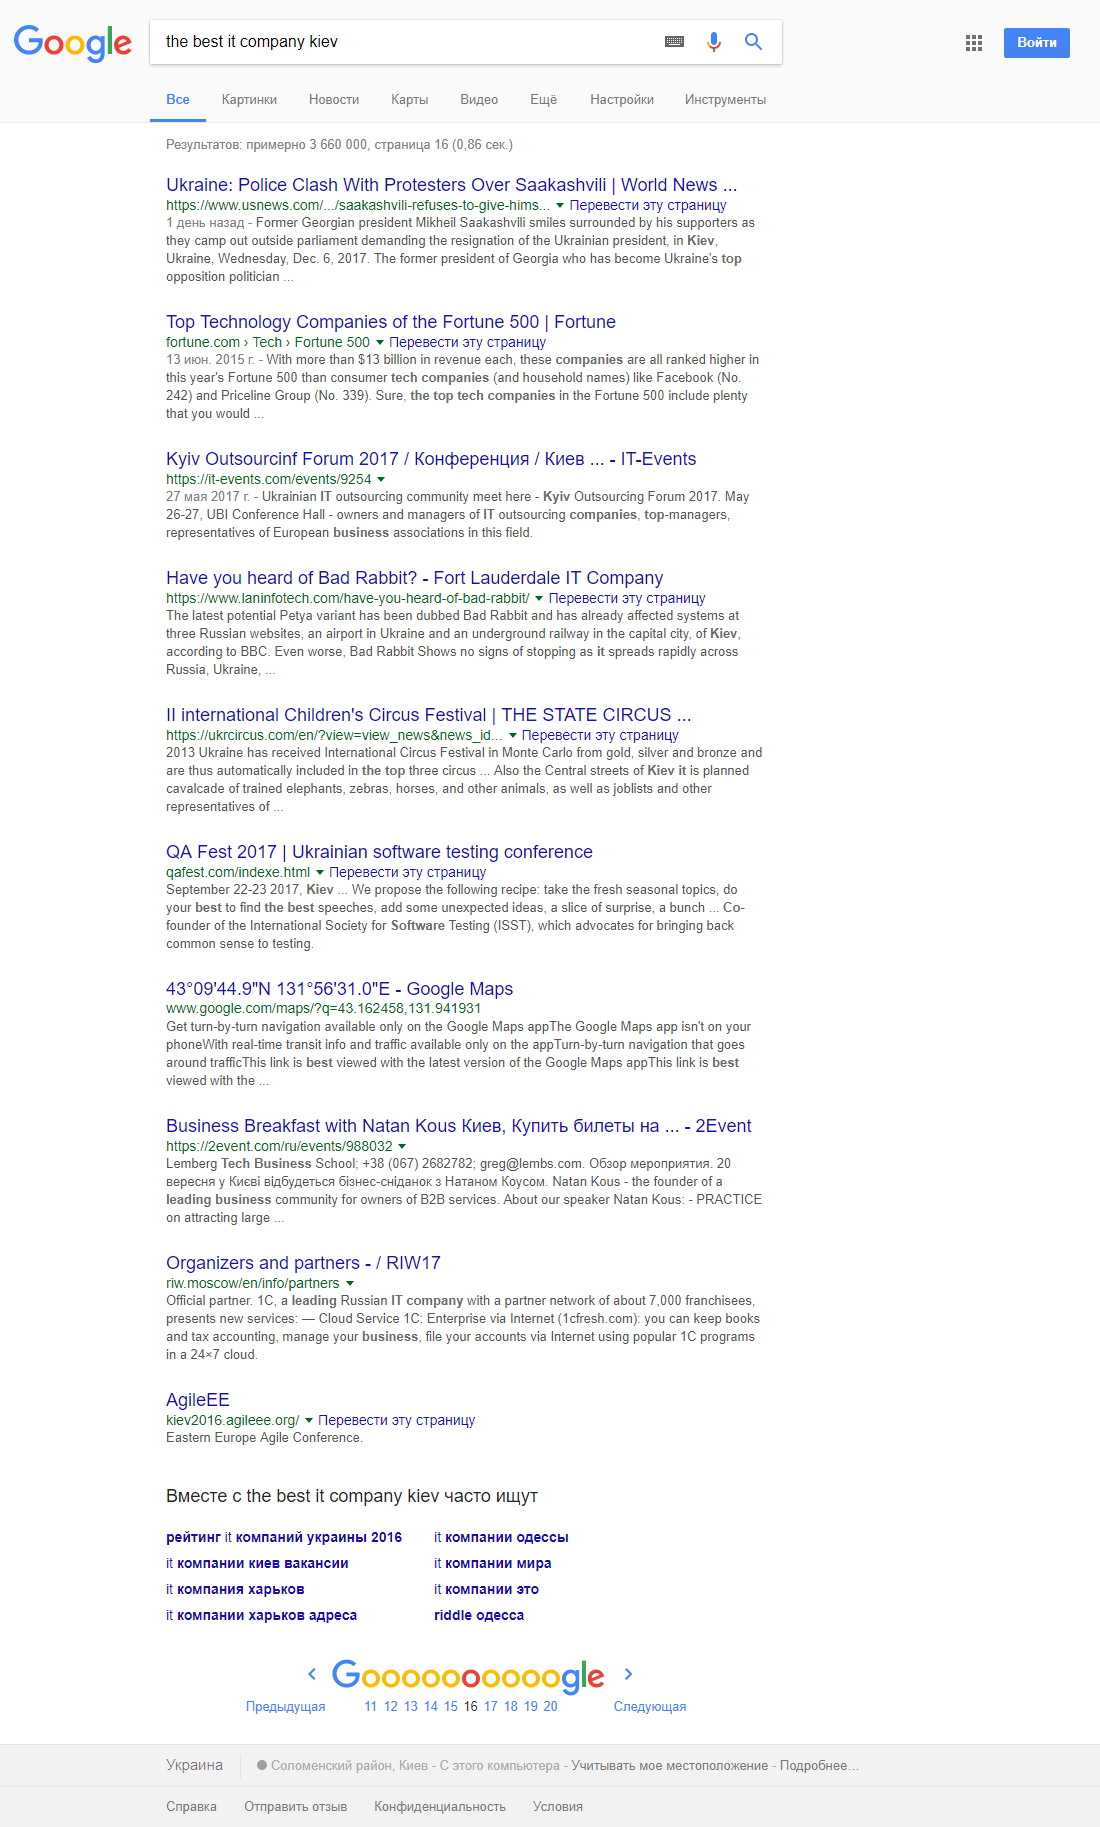 Google
the best it company kiev
Войти
Все Картинки Новости Карты Видео Ещё Настройки Инструменты
Результатов: примерно 3 660 000, страница 16 (0,86 сек.)
Ukraine: Police Clash With Protesters Over Saakashvili | World News ...
https://www.usnews.com/.../saakashvili-refuses-to-give-hims... Перевести эту страницу
1 день назад - Former Georgian president Mikheil Saakashvili smiles surrounded by his supporters as
they camp out outside parliament demanding the resignation of the Ukrainian president, in Kiev,
Ukraine, Wednesday, Dec. 6, 2017. The former president of Georgia who has become Ukraine's top
opposition politician ...
Top Technology Companies of the Fortune 500 | Fortune
fortune.com › Tech › Fortune 500 Перевести эту страницу
13 июн. 2015 г. - With more than $13 billion in revenue each, these companies are all ranked higher in
this year's Fortune 500 than consumer tech companies (and household names) like Facebook (No.
242) and Priceline Group (No. 339). Sure, the top tech companies in the Fortune 500 include plenty
that you would ...
Kyiv Outsourcinf Forum 2017 / Конференция / Киев ... - IT-Events
https://it-events.com/events/9254
27 мая 2017 г. - Ukrainian IT outsourcing community meet here - Kyiv Outsourcing Forum 2017. May
26-27, UBI Conference Hall - owners and managers of IT outsourcing companies, top-managers,
representatives of European business associations in this field.
Have you heard of Bad Rabbit? - Fort Lauderdale IT Company
https://www.laninfotech.com/have-you-heard-of-bad-rabbit/ Перевести эту страницу
The latest potential Petya variant has been dubbed Bad Rabbit and has already affected systems at
three Russian websites, an airport in Ukraine and an underground railway in the capital city, of Kiev,
according to BBC. Even worse, Bad Rabbit Shows no signs of stopping as it spreads rapidly across
Russia, Ukraine, ...
II international Children's Circus Festival | THE STATE CIRCUS ...
https://ukrcircus.com/en/?view=view_news&news_id... Перевести эту страницу
2013 Ukraine has received International Circus Festival in Monte Carlo from gold, silver and bronze and
are thus automatically included in the top three circus ... Also the Central streets of Kiev it is planned
cavalcade of trained elephants, zebras, horses, and other animals, as well as joblists and other
representatives of ...
QA Fest 2017 | Ukrainian software testing conference
qafest.com/indexe.html Перевести эту страницу
September 22-23 2017, Kiev ... We propose the following recipe: take the fresh seasonal topics, do
your best to find the best speeches, add some unexpected ideas, a slice of surprise, a bunch ... Co-
founder of the International Society for Software Testing (ISST), which advocates for bringing back
common sense to testing.
43°09'44.9"N 131°56'31.0"E - Google Maps
www.google.com/maps/?q=43.162458,131.941931
Get turn-by-turn navigation available only on the Google Maps appThe Google Maps app isn't on your
phoneWith real-time transit info and traffic available only on the appTurn-by-turn navigation that goes
around trafficThis link is best viewed with the latest version of the Google Maps appThis link is best
viewed with the ...
Business Breakfast with Natan Kous Киев, Купить билеты на ... - 2Event
https://2event.com/ru/events/988032
Lemberg Tech Business School; +38 (067) 2682782; greg@lembs.com. Обзор мероприятия. 20
вересня у Києві відбудеться бізнес-сніданок з Натаном Коусом. Natan Kous - the founder of a
leading business community for owners of B2B services. About our speaker Natan Kous: - PRACTICE
on attracting large ...
Organizers and partners - / RIW17
riw.moscow/en/info/partners
Official partner. 1C, a leading Russian IT company with a partner network of about 7,000 franchisees,
presents new services: — Cloud Service 1C: Enterprise via Internet (1cfresh.com): you can keep books
and tax accounting, manage your business, file your accounts via Internet using popular 1C programs
in a 24×7 cloud.
AgileEE
kiev2016.agileee.org/ Перевести эту страницу
Eastern Europe Agile Conference.
Вместе с the best it company kiev часто ищут
рейтинг it компаний украины 2016 it компании одессы
it компании киев вакансии it компании мира
it компания харьков it компании это
it компании харьков адреса riddle одесса
Goooooooooogle
Предыдущая 11 12 13 14 15 16 17 18 19 20 Следующая
Украина Соломенский район, Киев - С этого компьютера - Учитывать мое местоположение - Подробнее…
Справка Отправить отзыв Конфиденциальность Условия